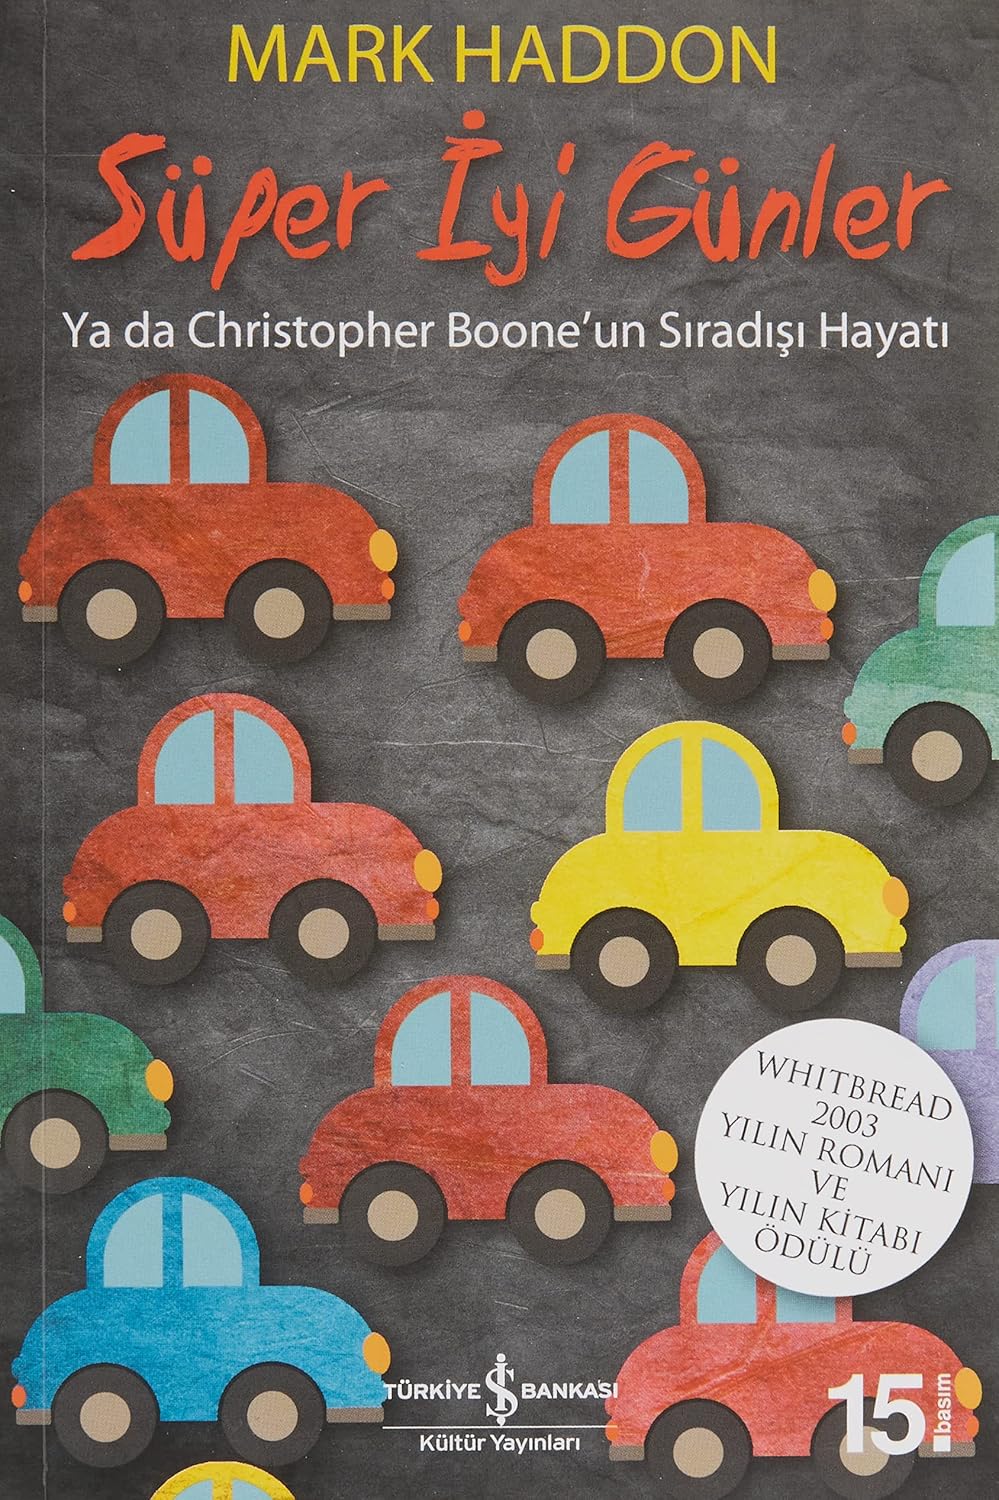 MARK HADDON
Süper İyi Günler
Ya da Christopher Boone’un Sıradışı Hayatı
WHITBREAD
2003
YILIN ROMANI
VE
YILIN KİTABI
ÖDÜLÜ
TÜRKİYE İŞ BANKASI
Kültür Yayınları
15.
basım